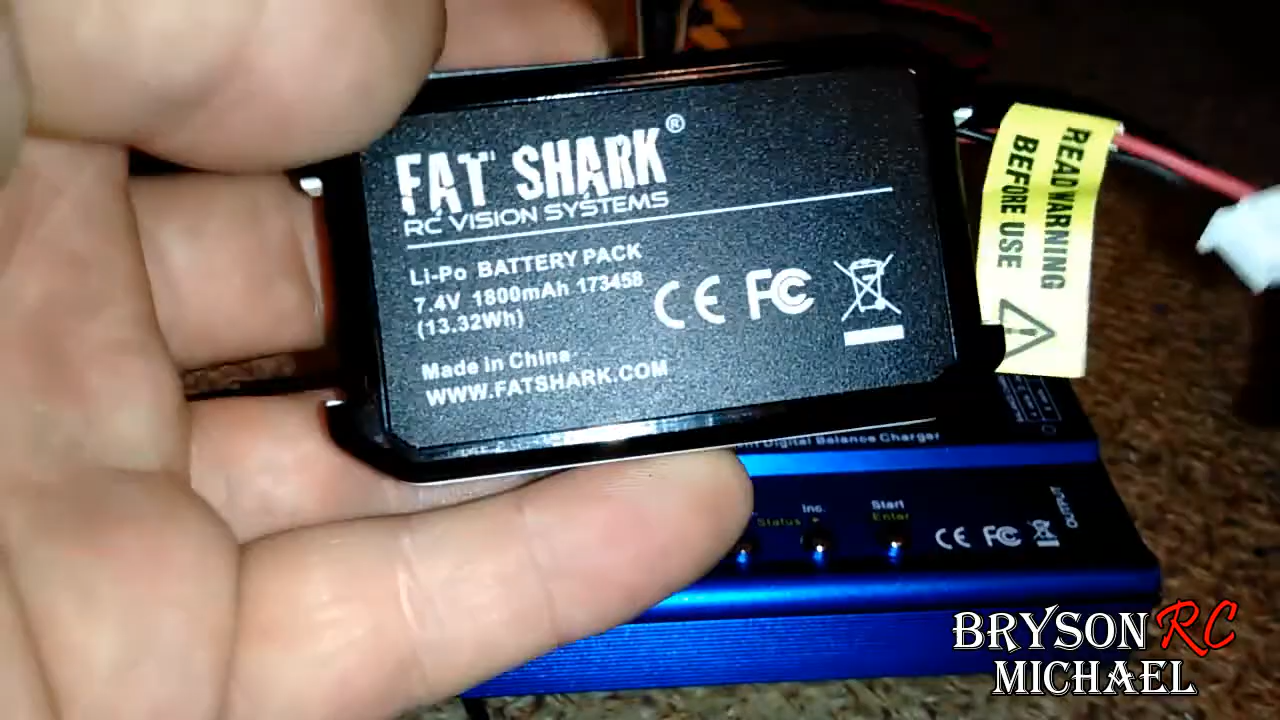 FAT SHARK®
RC VISION SYSTEMS
Li-Po BATTERY PACK
7.4V 1800mAh 173458
(13.32Wh)
CE FC
Made in China
WWW.FATSHARK.COM
READ WARNING
BEFORE USE
Digital Balance Charger
Inc.
Start
Status
Enter
CE FC
OUTPUT
BRYSON RC
MICHAEL